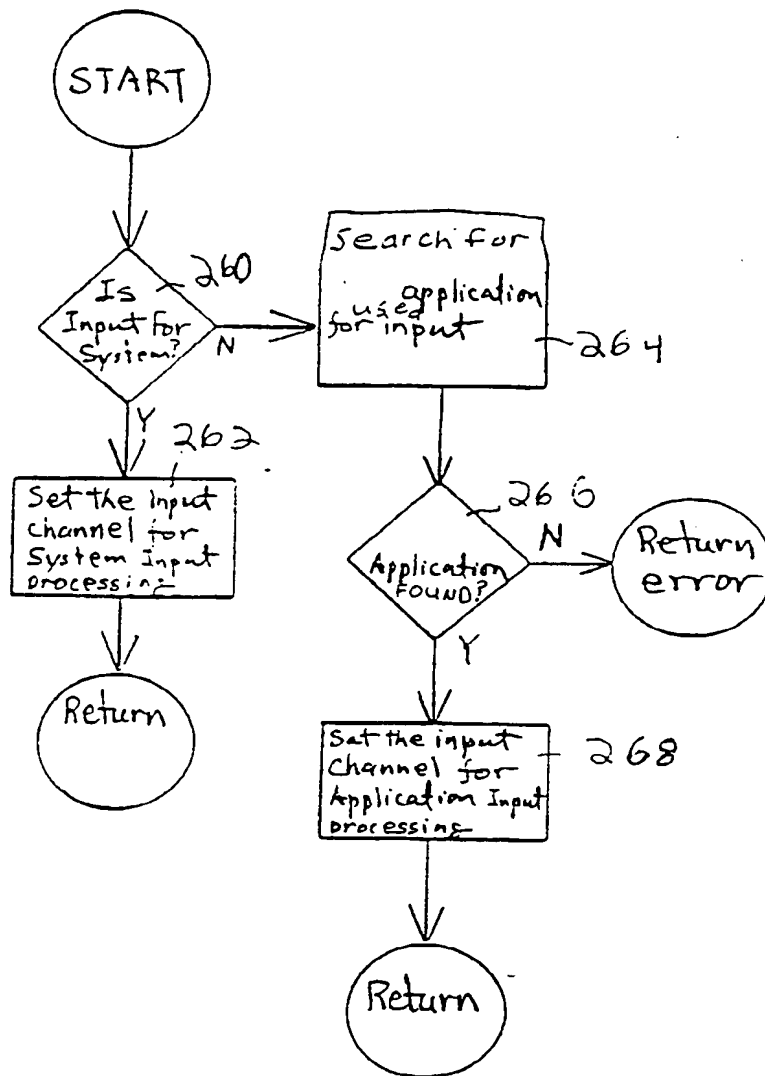 START
260
Is
Input For
System?
N
Y
Search for
application
used
for input
264
262
Set the input
channel for
System Input
processing
266
Application
FOUND?
N
Return
error
Y
Return
Set the input
Channel for
Application Input
processing
268
Return